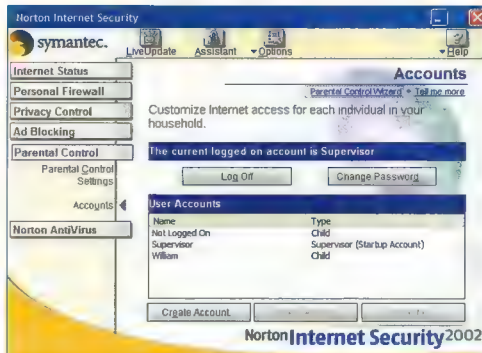 Norton Internet Security
symantec.
LiveUpdate Assistant Options Help
Internet Status
Personal Firewall
Privacy Control
Ad Blocking
Parental Control
Parental Control
Settings
Accounts
Norton AntiVirus
Accounts
Parental Control Wizard • Tell me more
Customize Internet access for each individual in your
household.
The current logged on account is Supervisor
Log Off Change Password
User Accounts
Name Type
Not Logged On Child
Supervisor Supervisor (Startup Account)
William Child
Create Account
Norton Internet Security 2002